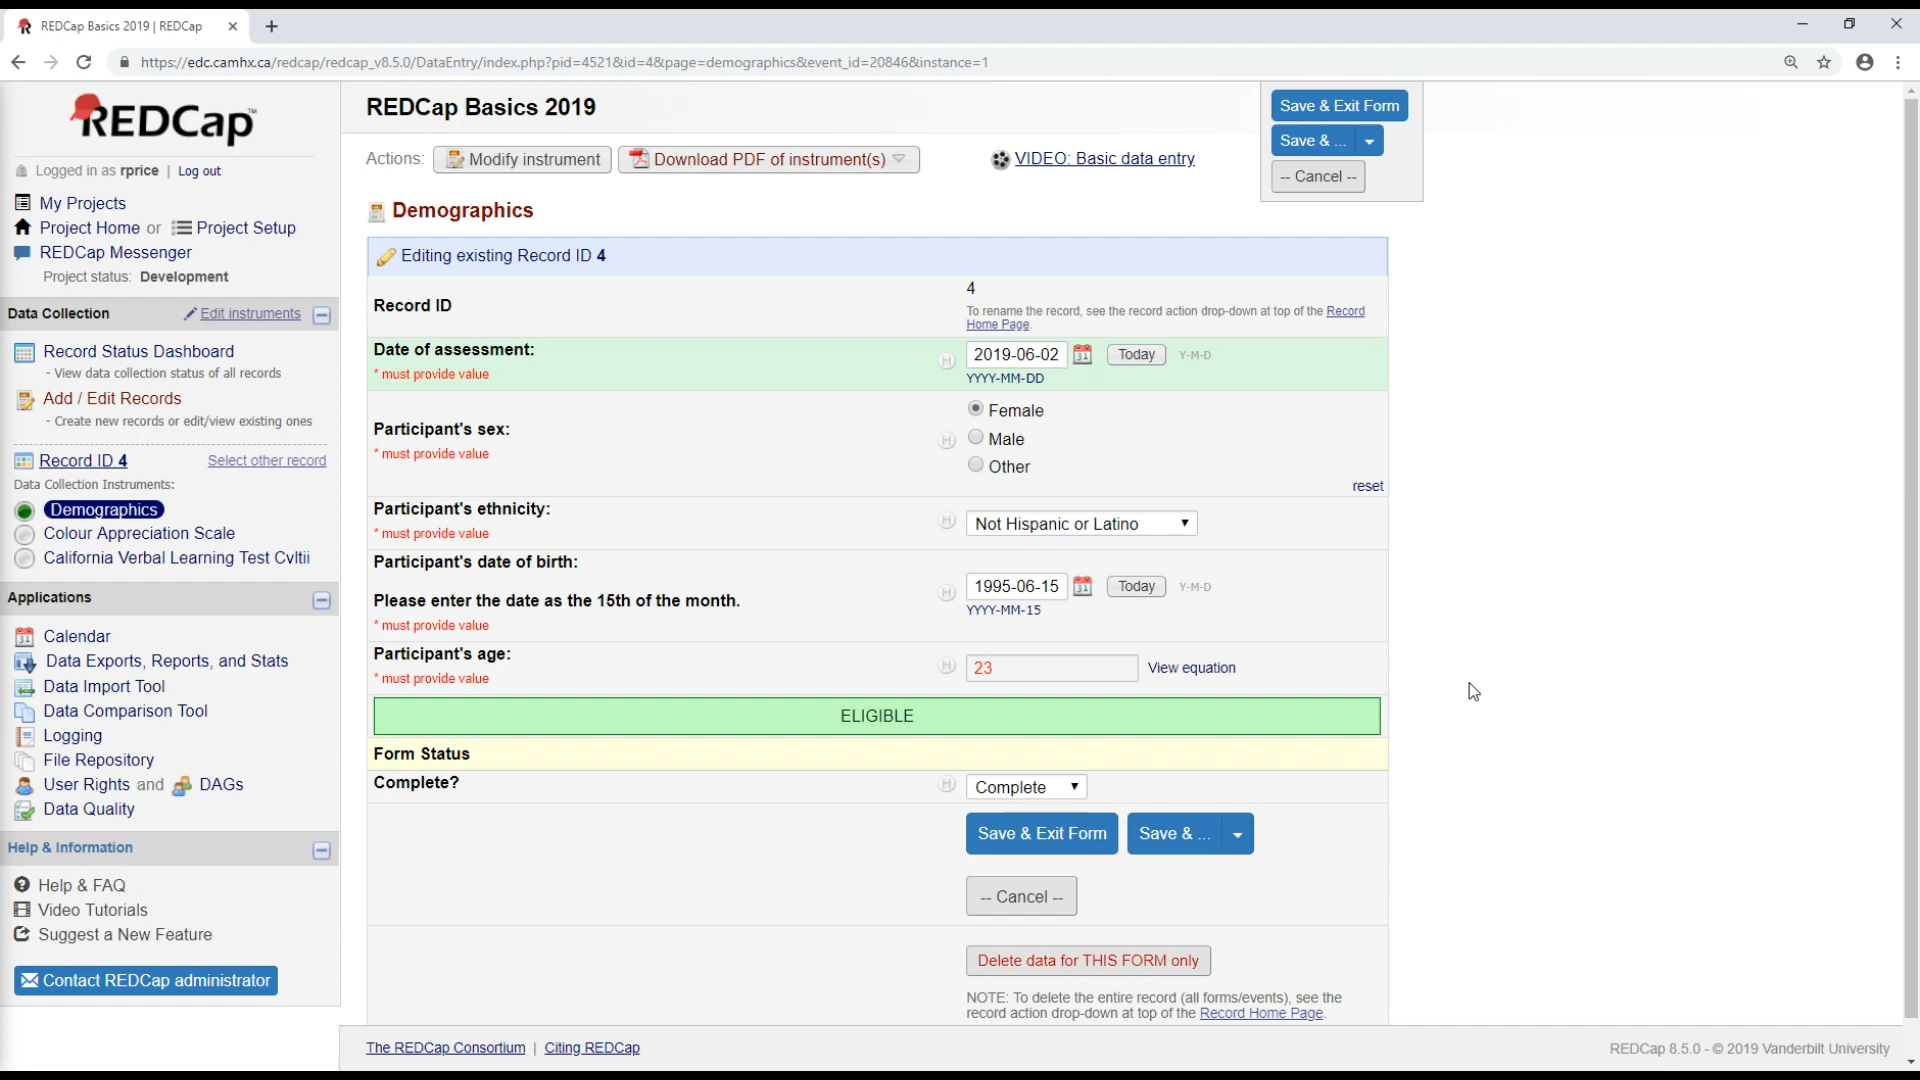 REDCap Basics 2019 | REDCap
https://edc.camhx.ca/redcap/redcap_v8.5.0/DataEntry/index.php?pid=4521&id=4&page=demographics&event_id=20846&instance=1
REDCap™
Logged in as rprice | Log out
My Projects
Project Home or Project Setup
REDCap Messenger
Project status: Development
Data Collection Edit instruments
Record Status Dashboard
- View data collection status of all records
Add / Edit Records
- Create new records or edit/view existing ones
Record ID 4 Select other record
Data Collection Instruments:
Demographics
Colour Appreciation Scale
California Verbal Learning Test Cvltii
Applications
31 Calendar
Data Exports, Reports, and Stats
Data Import Tool
Data Comparison Tool
Logging
File Repository
User Rights and DAGs
Data Quality
Help & Information
Help & FAQ
Video Tutorials
Suggest a New Feature
Contact REDCap administrator
REDCap Basics 2019
Actions: Modify instrument Download PDF of instrument(s) VIDEO: Basic data entry
Save & Exit Form
Save & ...
-- Cancel --
Demographics
Editing existing Record ID 4
Record ID
4
To rename the record, see the record action drop-down at top of the Record
Home Page.
Date of assessment:
* must provide value
H 2019-06-02 31 Today Y-M-D
YYYY-MM-DD
Participant's sex:
* must provide value
H
Female
Male
Other
reset
Participant's ethnicity:
* must provide value
H Not Hispanic or Latino
Participant's date of birth:
Please enter the date as the 15th of the month.
* must provide value
H 1995-06-15 31 Today Y-M-D
YYYY-MM-15
Participant's age:
* must provide value
H 23 View equation
ELIGIBLE
Form Status
Complete? H Complete
Save & Exit Form Save & ...
-- Cancel --
Delete data for THIS FORM only
NOTE: To delete the entire record (all forms/events), see the
record action drop-down at top of the Record Home Page.
The REDCap Consortium | Citing REDCap
REDCap 8.5.0 - © 2019 Vanderbilt University